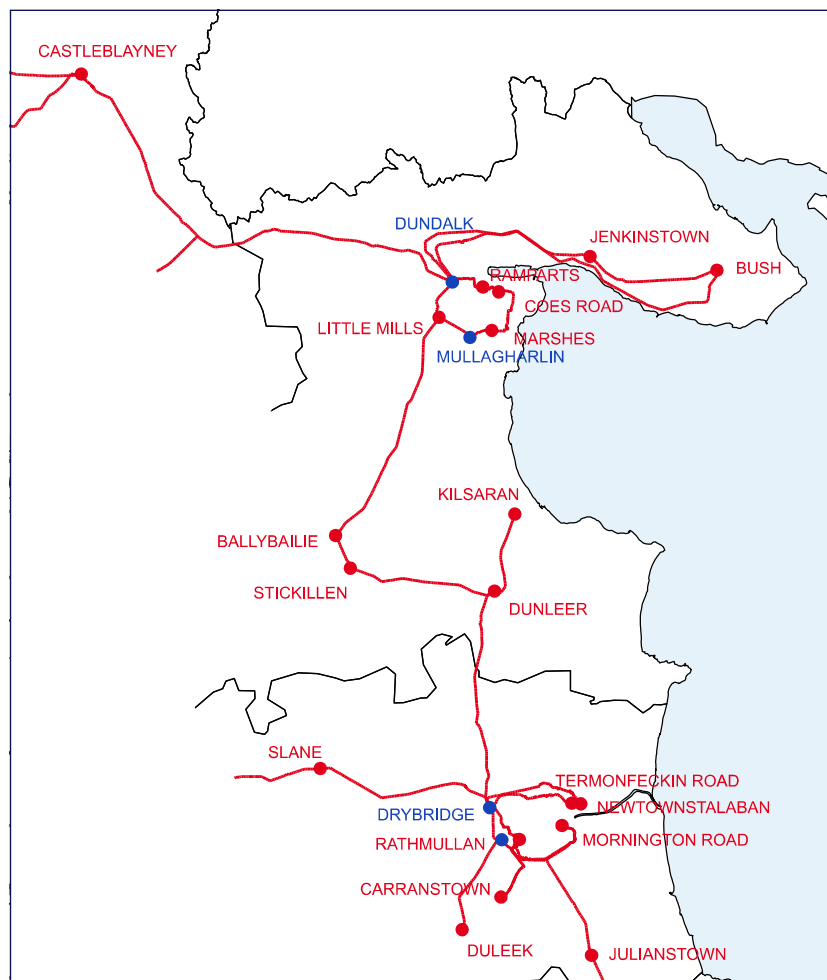 CASTLEBLAYNEY
DUNDALK
JENKINSTOWN
BUSH
RAMPARTS
COES ROAD
LITTLE MILLS
MARSHES
MULLAGHARLIN
KILSARAN
BALLYBAILIE
STICKILLEN
DUNLEER
SLANE
TERMONFECKIN ROAD
NEWTOWNSTALABAN
DRYBRIDGE
RATHMULLAN
MORNINGTON ROAD
CARRANSTOWN
DULEEK
JULIANSTOWN